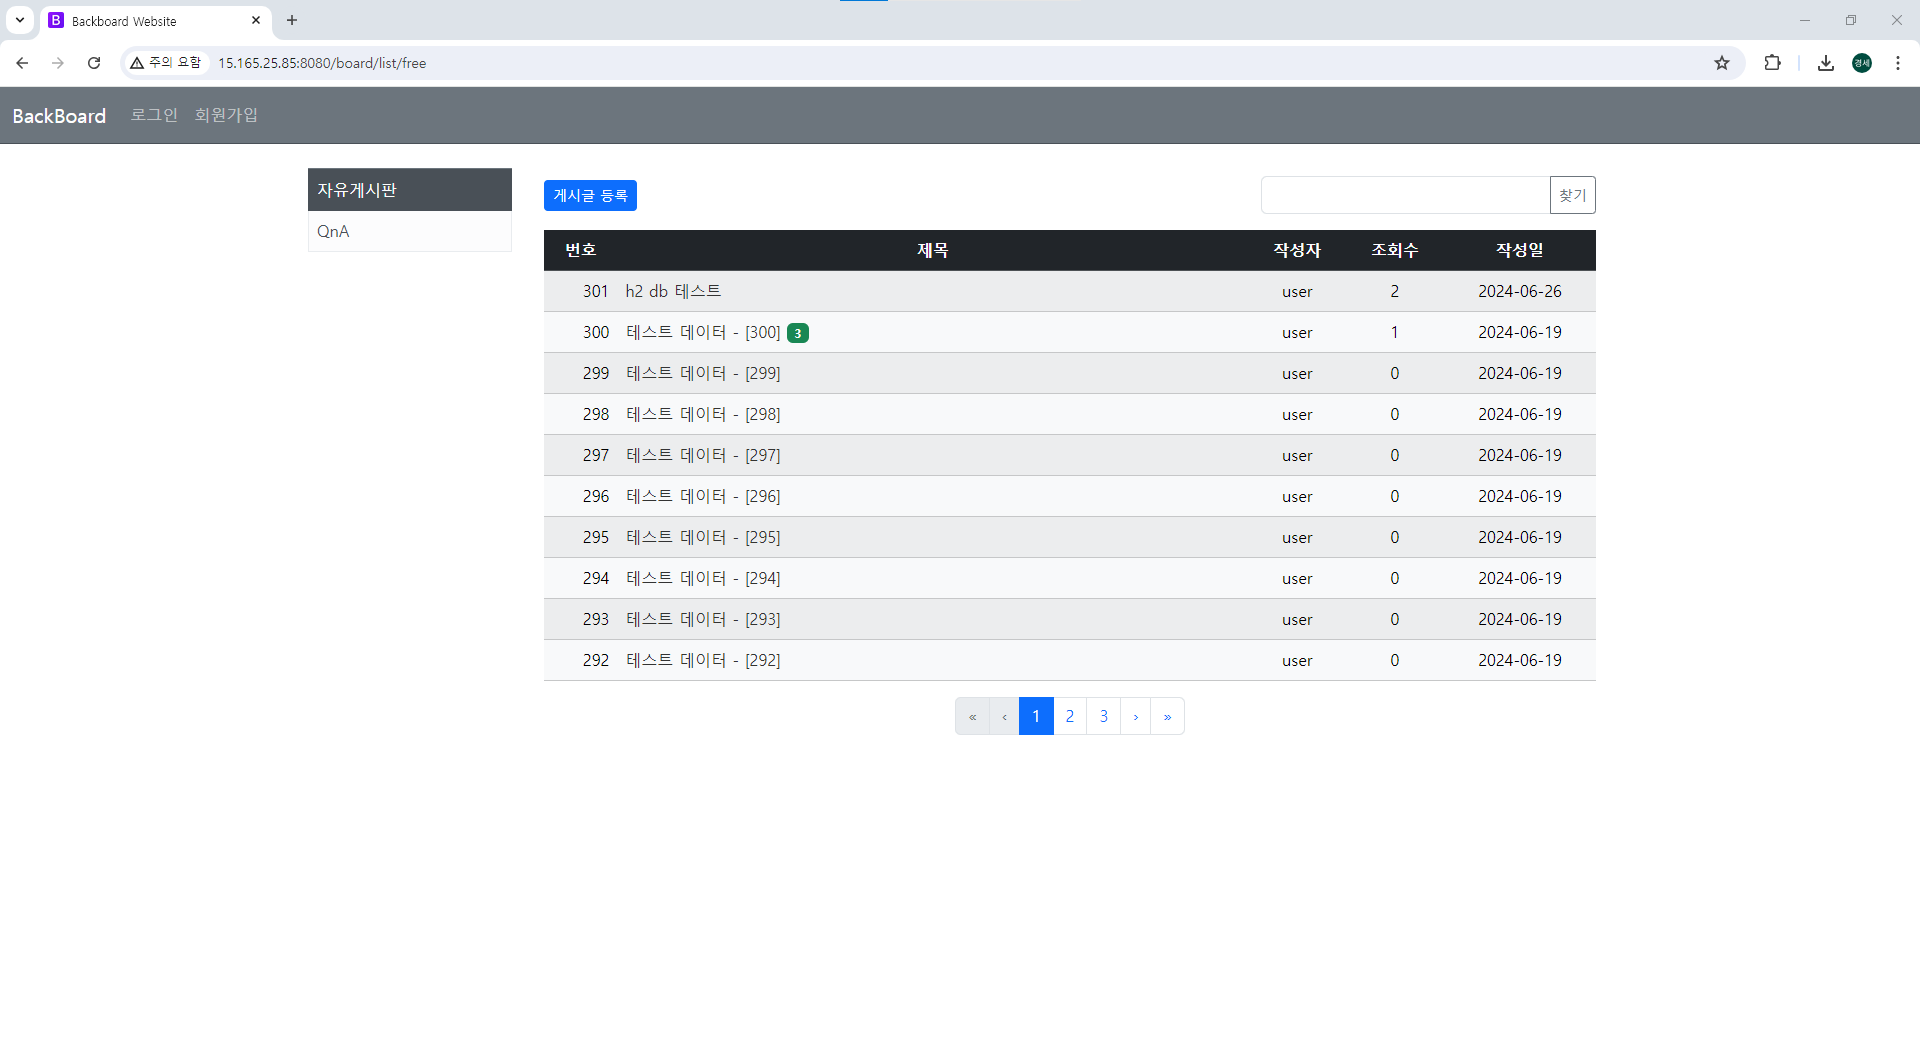 Backboard Website
주의 요함 15.165.25.85:8080/board/list/free
경세
BackBoard 로그인 회원가입
자유게시판
QnA
게시글 등록 찾기
번호 제목 작성자 조회수 작성일
301 h2 db 테스트 user 2 2024-06-26
300 테스트 데이터 - [300] 3 user 1 2024-06-19
299 테스트 데이터 - [299] user 0 2024-06-19
298 테스트 데이터 - [298] user 0 2024-06-19
297 테스트 데이터 - [297] user 0 2024-06-19
296 테스트 데이터 - [296] user 0 2024-06-19
295 테스트 데이터 - [295] user 0 2024-06-19
294 테스트 데이터 - [294] user 0 2024-06-19
293 테스트 데이터 - [293] user 0 2024-06-19
292 테스트 데이터 - [292] user 0 2024-06-19
« ‹ 1 2 3 › »